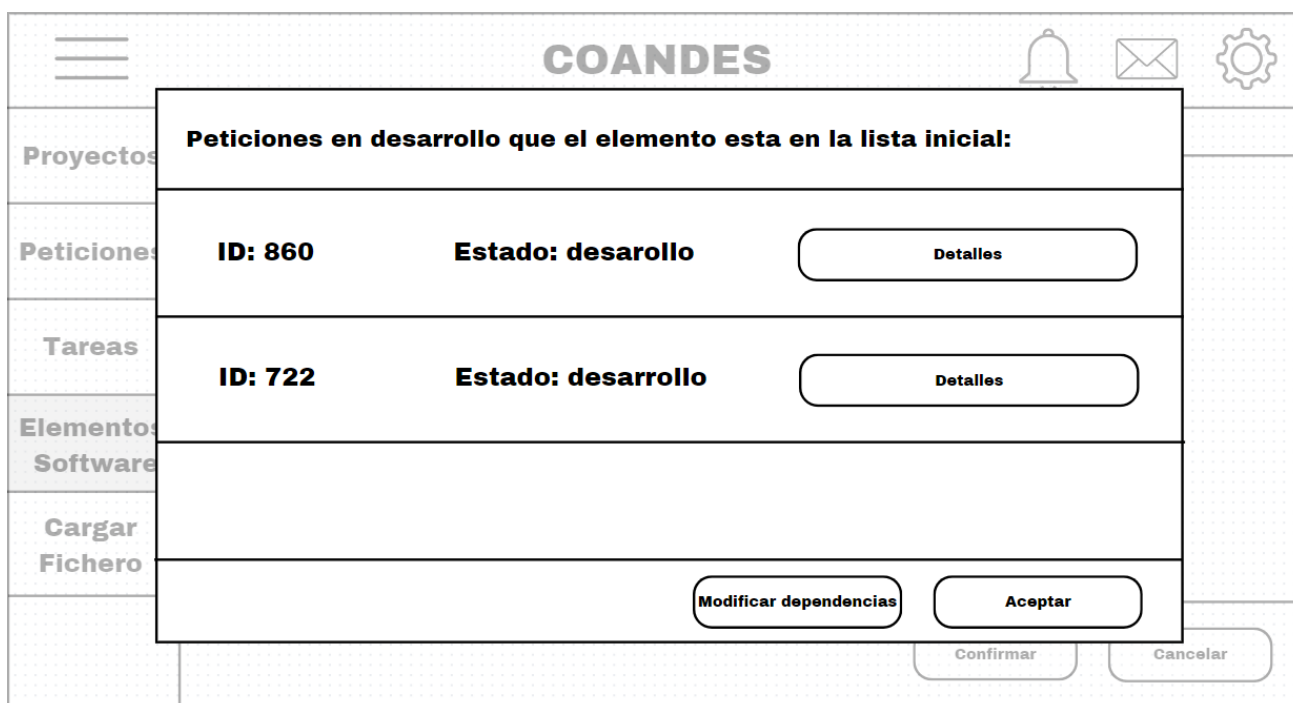 COANDES
Proyectos
Peticiones
Tareas
Elementos
Software
Cargar
Fichero
Peticiones en desarrollo que el elemento esta en la lista inicial:
ID: 860 Estado: desarollo Detalles
ID: 722 Estado: desarrollo Detalles
Modificar dependencias Aceptar
Confirmar Cancelar